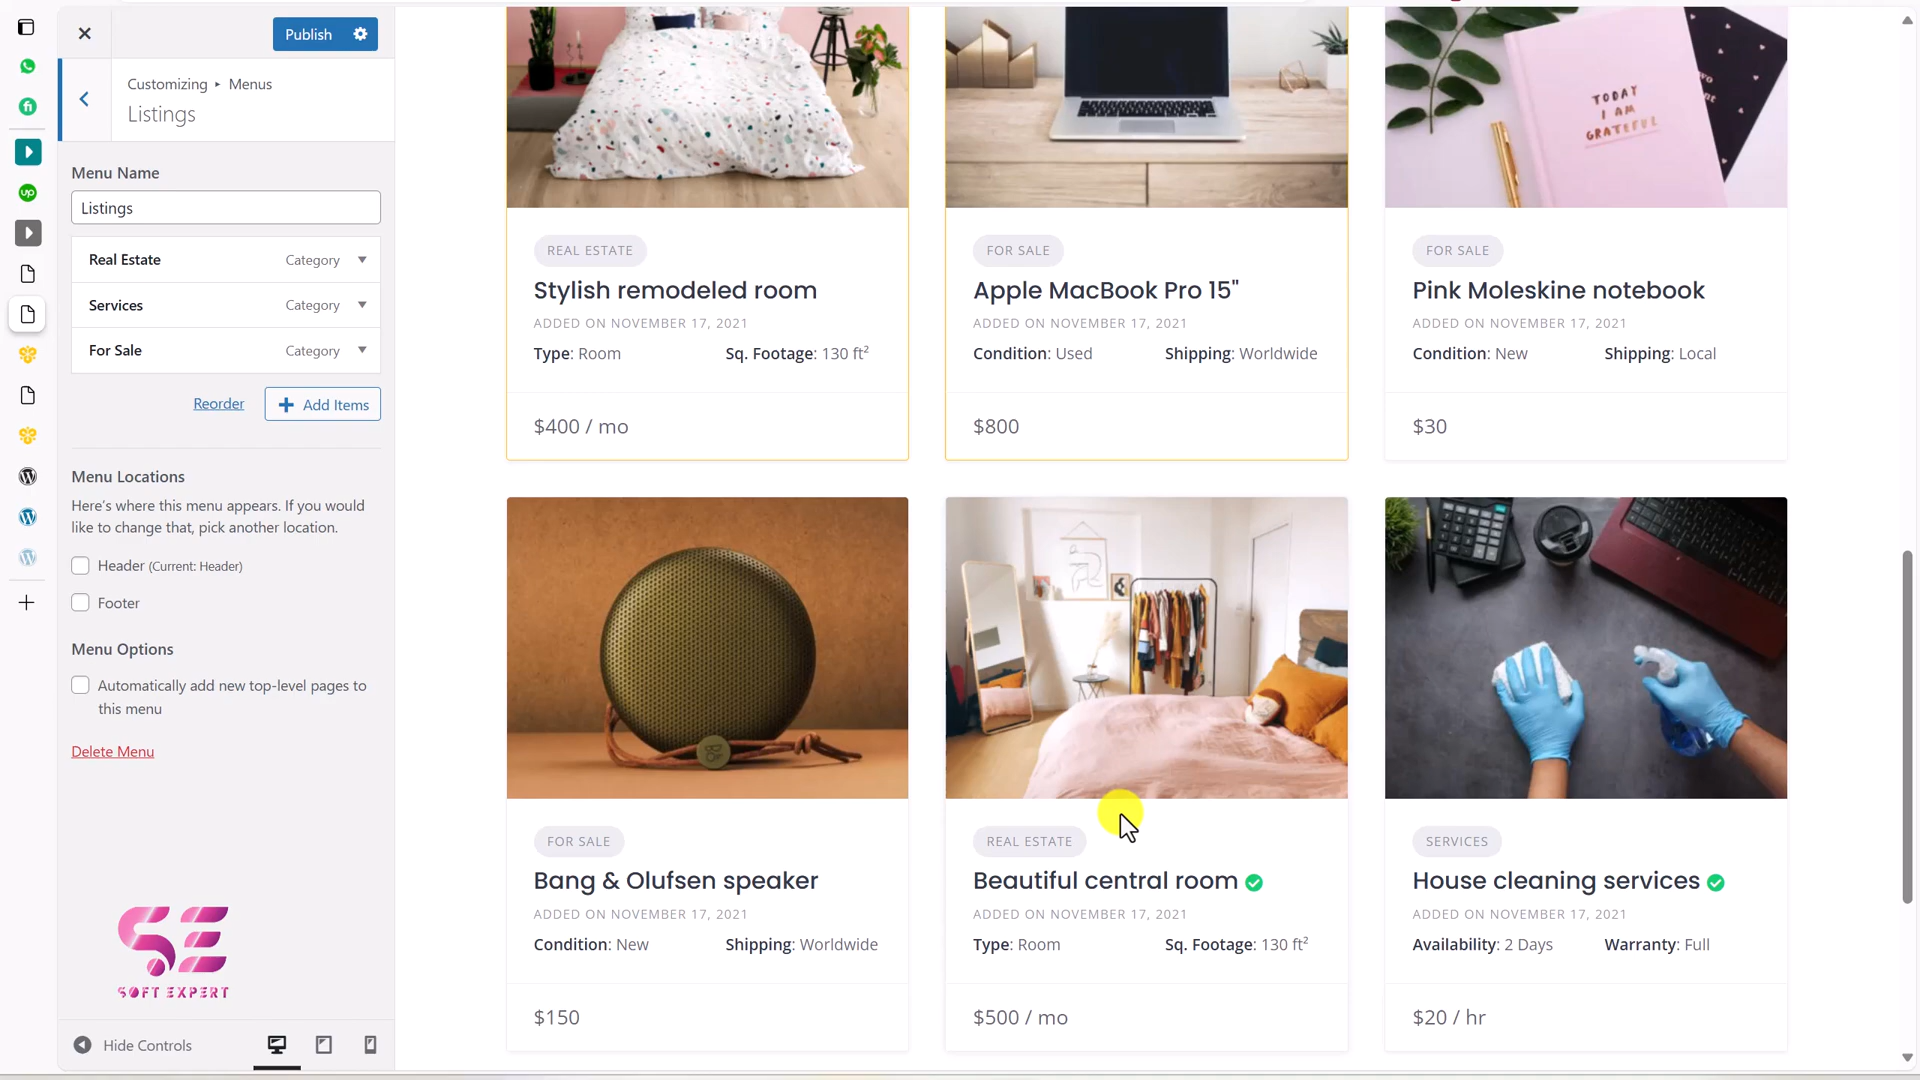 Publish
Customizing ▸ Menus
Listings
Menu Name
Listings
Real Estate Category
Services Category
For Sale Category
Reorder
Add Items
Menu Locations
Here's where this menu appears. If you would
like to change that, pick another location.
Header (Current: Header)
Footer
Menu Options
Automatically add new top-level pages to
this menu
Delete Menu
SE
SOFT EXPERT
Hide Controls
REAL ESTATE
Stylish remodeled room
ADDED ON NOVEMBER 17, 2021
Type: Room Sq. Footage: 130 ft²
$400 / mo
FOR SALE
Apple MacBook Pro 15"
ADDED ON NOVEMBER 17, 2021
Condition: Used Shipping: Worldwide
$800
TODAY
I AM
GRATEFUL
FOR SALE
Pink Moleskine notebook
ADDED ON NOVEMBER 17, 2021
Condition: New Shipping: Local
$30
FOR SALE
Bang & Olufsen speaker
ADDED ON NOVEMBER 17, 2021
Condition: New Shipping: Worldwide
$150
REAL ESTATE
Beautiful central room
ADDED ON NOVEMBER 17, 2021
Type: Room Sq. Footage: 130 ft²
$500 / mo
SERVICES
House cleaning services
ADDED ON NOVEMBER 17, 2021
Availability: 2 Days Warranty: Full
$20 / hr